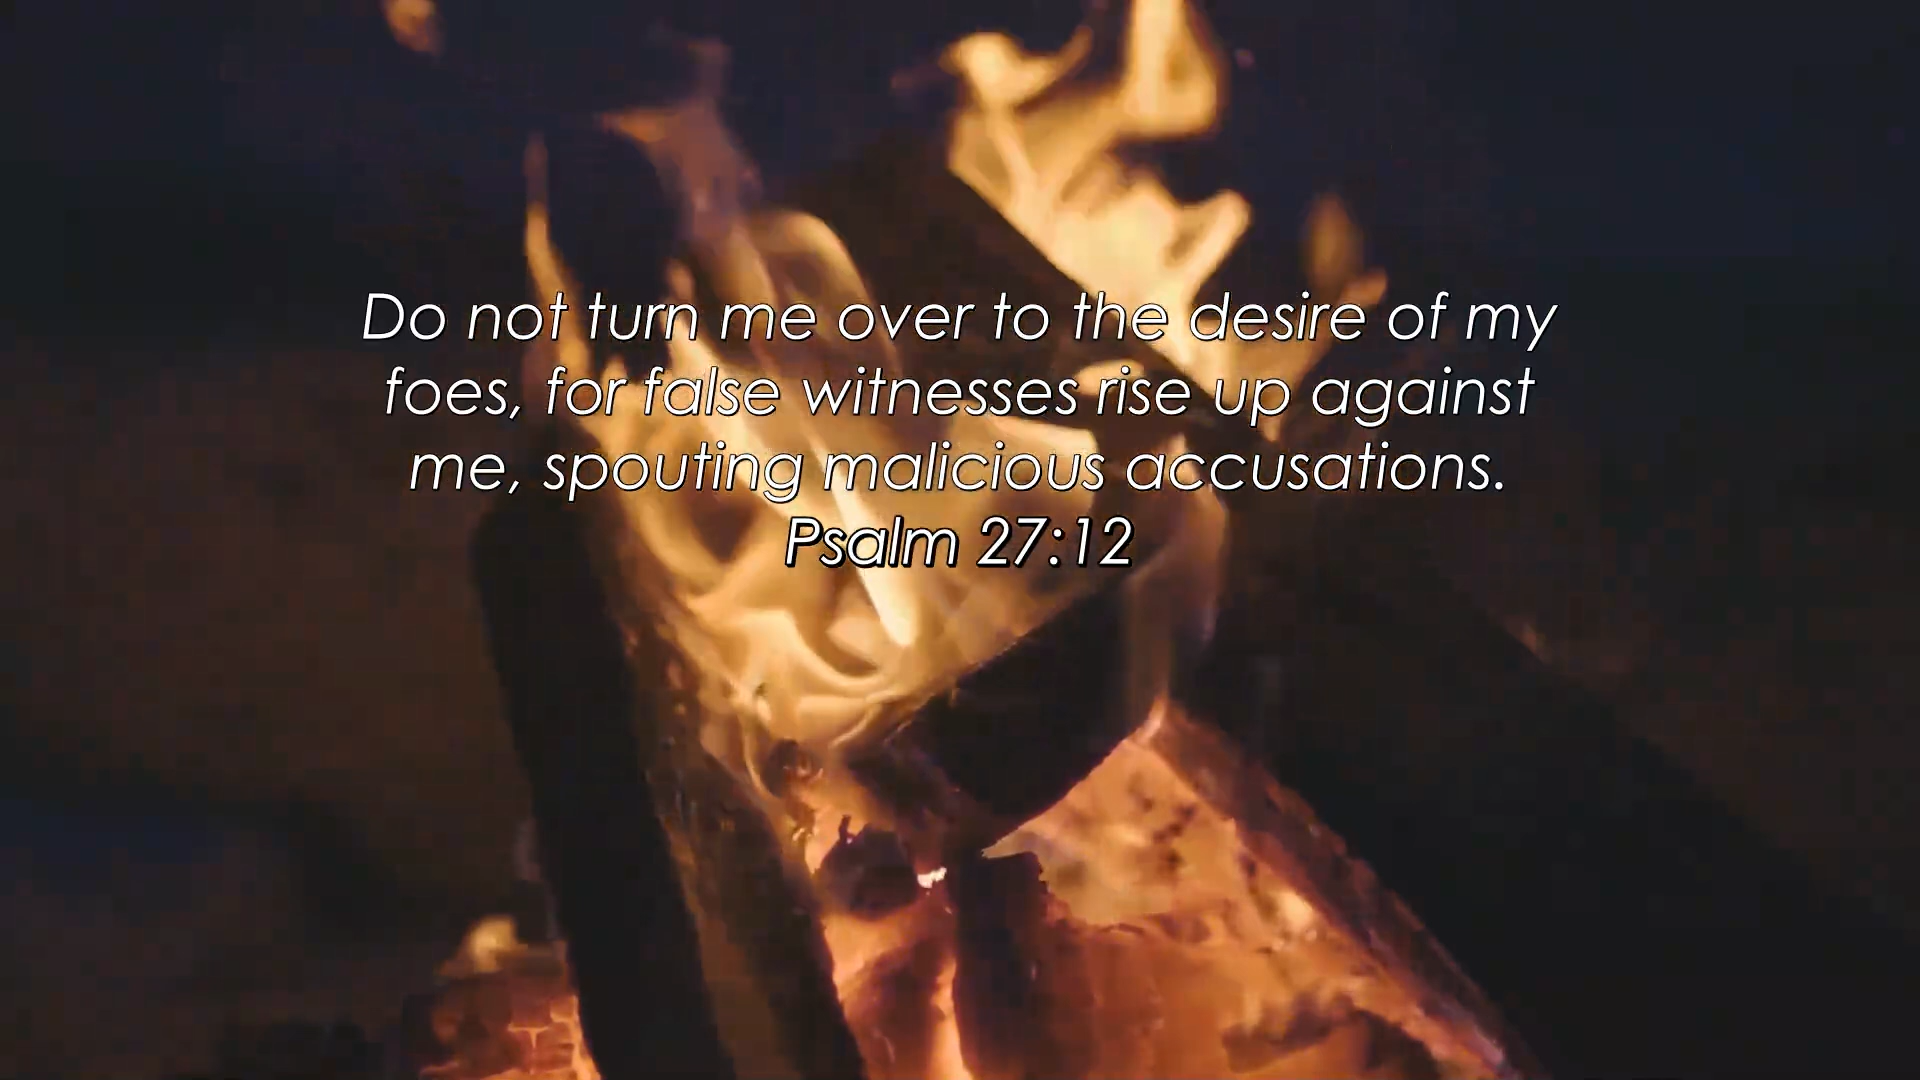 Do not turn me over to the desire of my
foes, for false witnesses rise up against
me, spouting malicious accusations.
Psalm 27:12